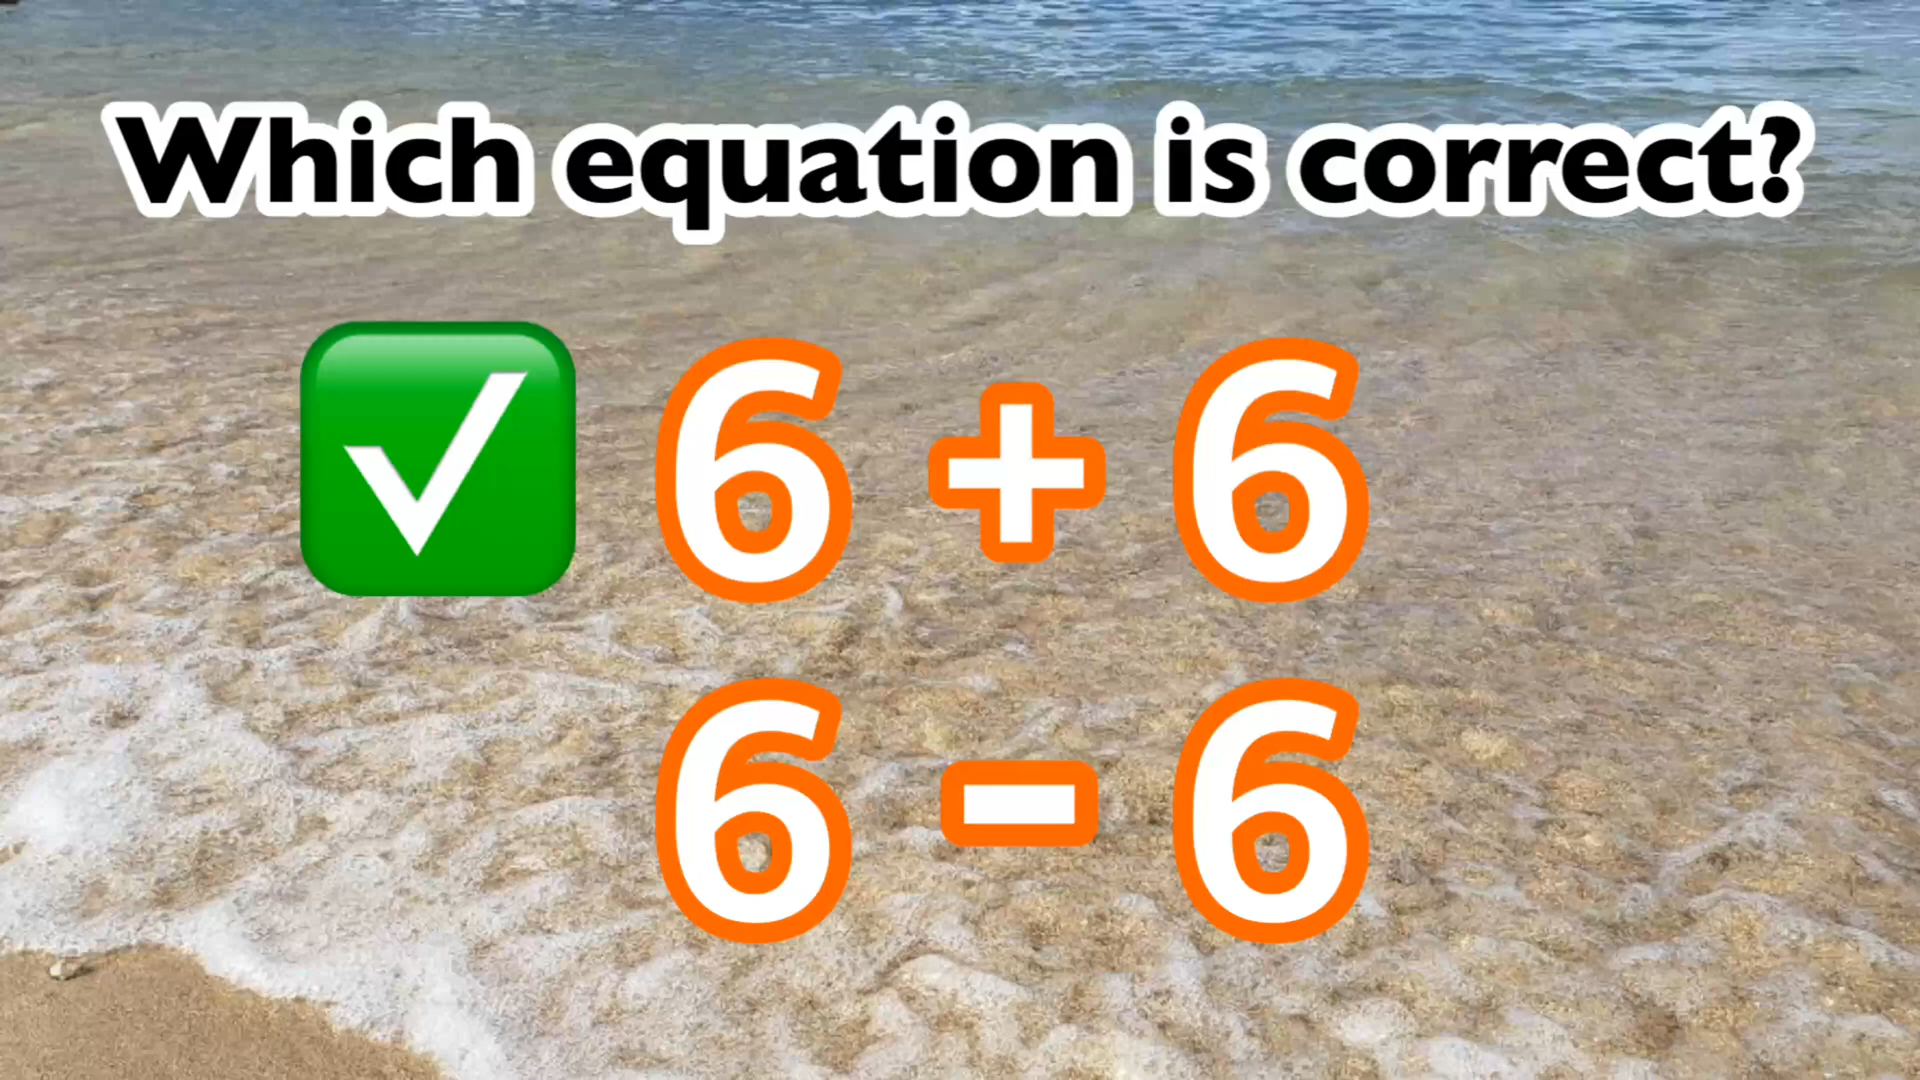 Which equation is correct?
✅ 6 + 6
6 - 6